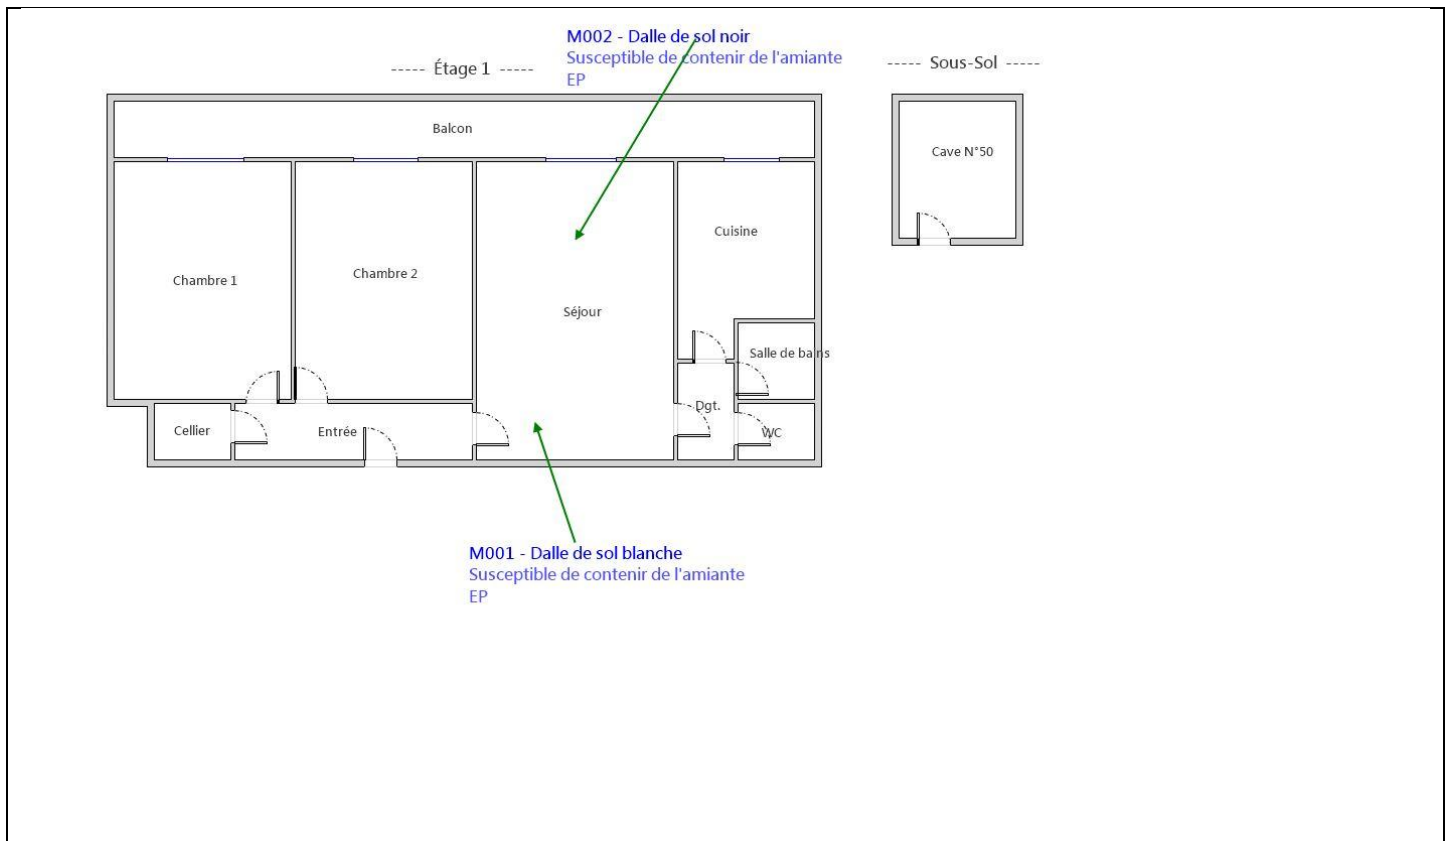 M002 - Dalle de sol noir
Susceptible de contenir de l'amiante
EP
----- Étage 1 -----
----- Sous-Sol -----
Balcon
Cave N°50
Cuisine
Chambre 1
Chambre 2
Séjour
Salle de bains
Dgt.
Cellier
Entrée
WC
M001 - Dalle de sol blanche
Susceptible de contenir de l'amiante
EP